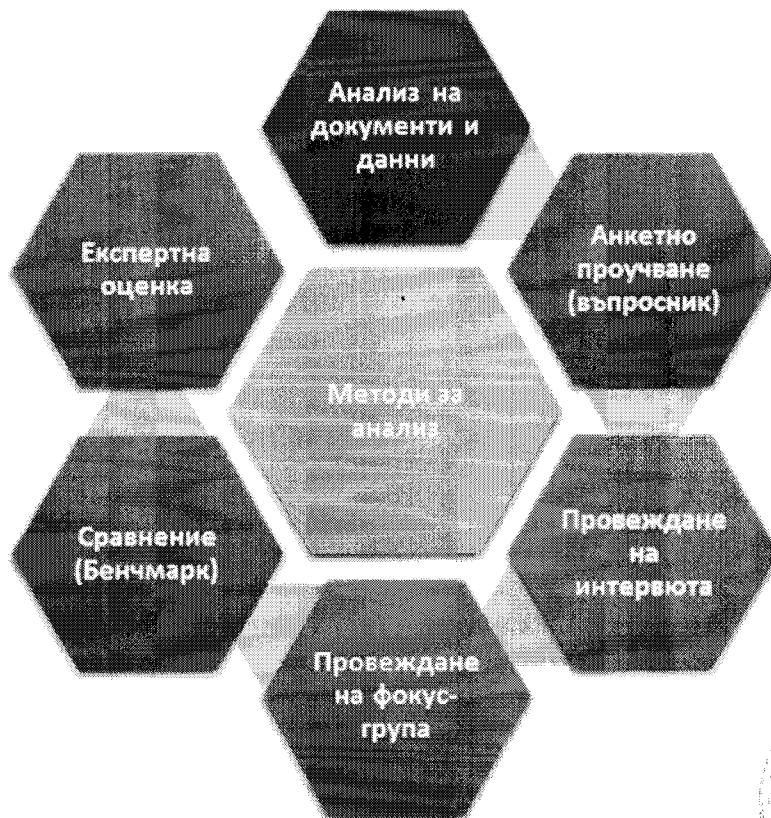 Анализ на
документи и
данни
Анкетно
проучване
(въпросник)
Провеждане
на
интервюта
Провеждане
на фокус-
група
Сравнение
(Бенчмарк)
Експертна
оценка
Методи за
анализ